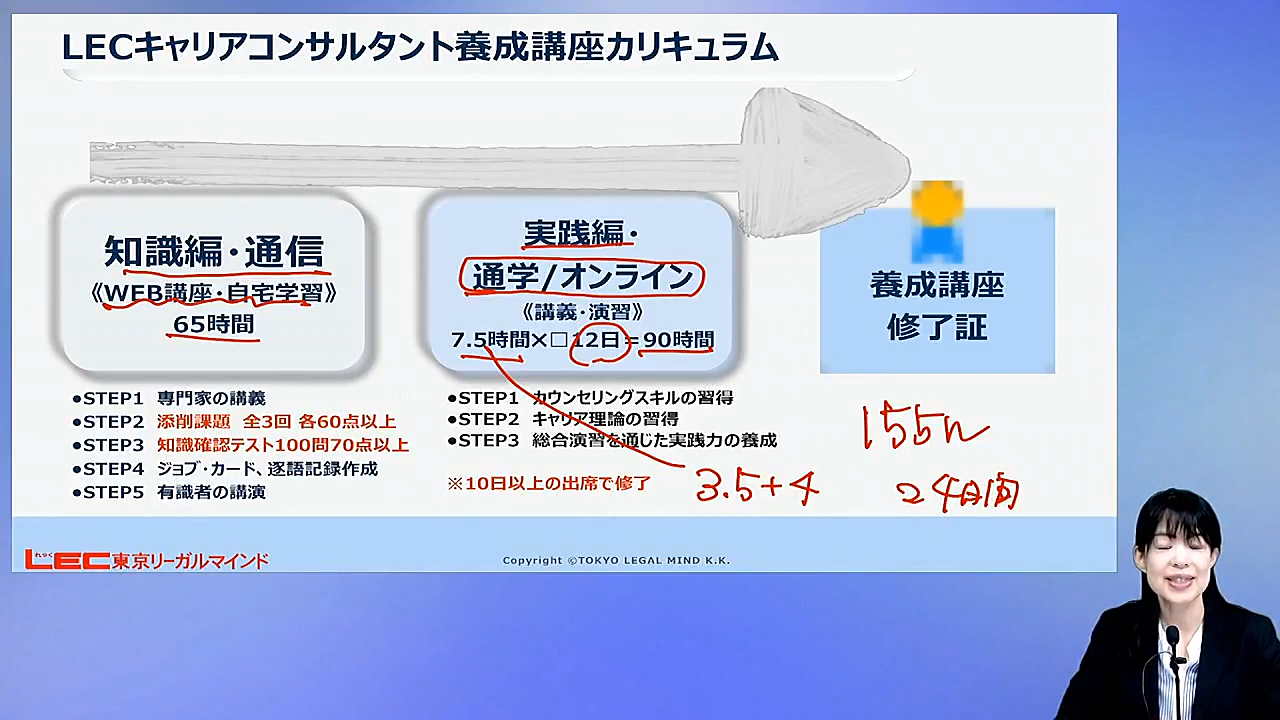 LECキャリアコンサルタント養成講座カリキュラム
知識編・通信
《WEB講座・自宅学習》
65時間
実践編・
通学/オンライン
《講義・演習》
7.5時間×□12日=90時間
養成講座
修了証
●STEP1 専門家の講義
●STEP2 添削課題 全3回 各60点以上
●STEP3 知識確認テスト100問70点以上
●STEP4 ジョブ・カード、逐語記録作成
●STEP5 有識者の講演
●STEP1 カウンセリングスキルの習得
●STEP2 キャリア理論の習得
●STEP3 総合演習を通じた実践力の養成
※10日以上の出席で修了
3.5+4
155h
24日間
れっく
LEC東京リーガルマインド
Copyright ©TOKYO LEGAL MIND K.K.